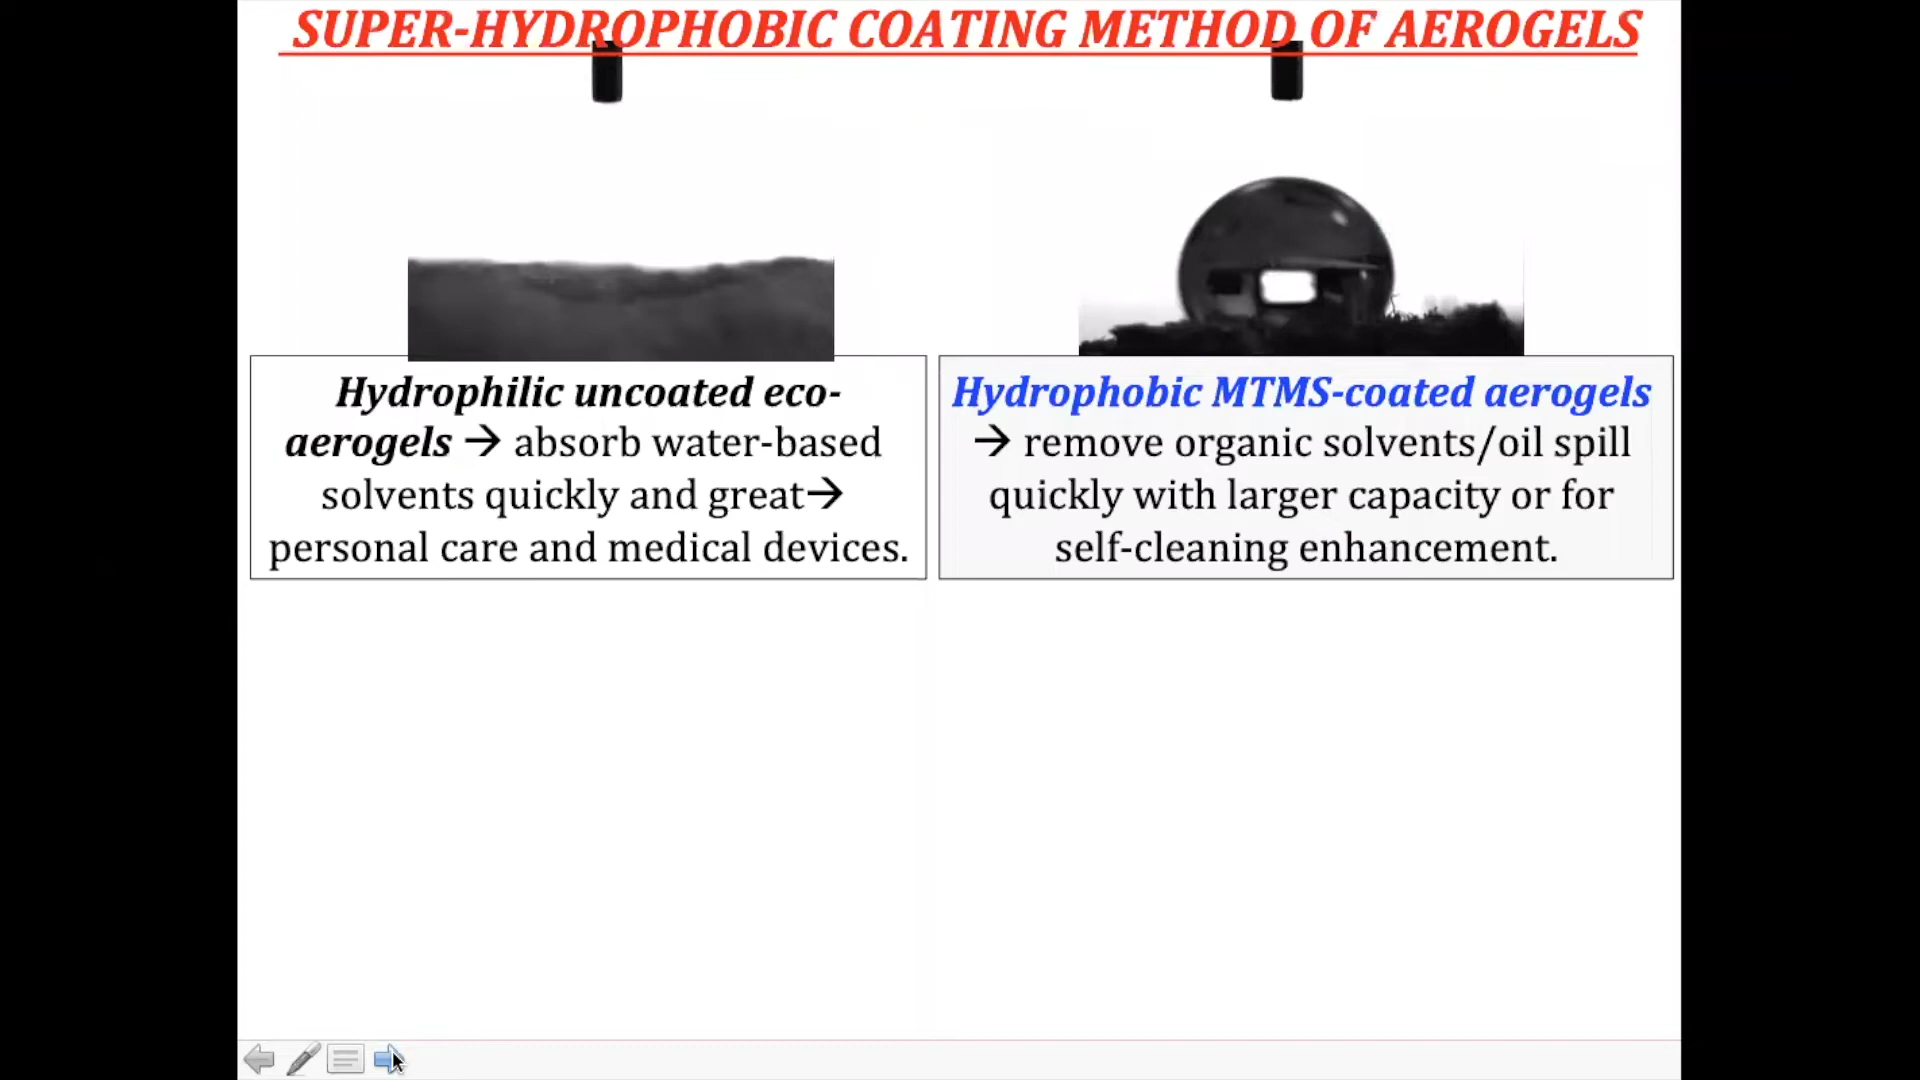 SUPER-HYDROPHOBIC COATING METHOD OF AEROGELS
Hydrophilic uncoated eco-
aerogels → absorb water-based
solvents quickly and great→
personal care and medical devices.
Hydrophobic MTMS-coated aerogels
→ remove organic solvents/oil spill
quickly with larger capacity or for
self-cleaning enhancement.